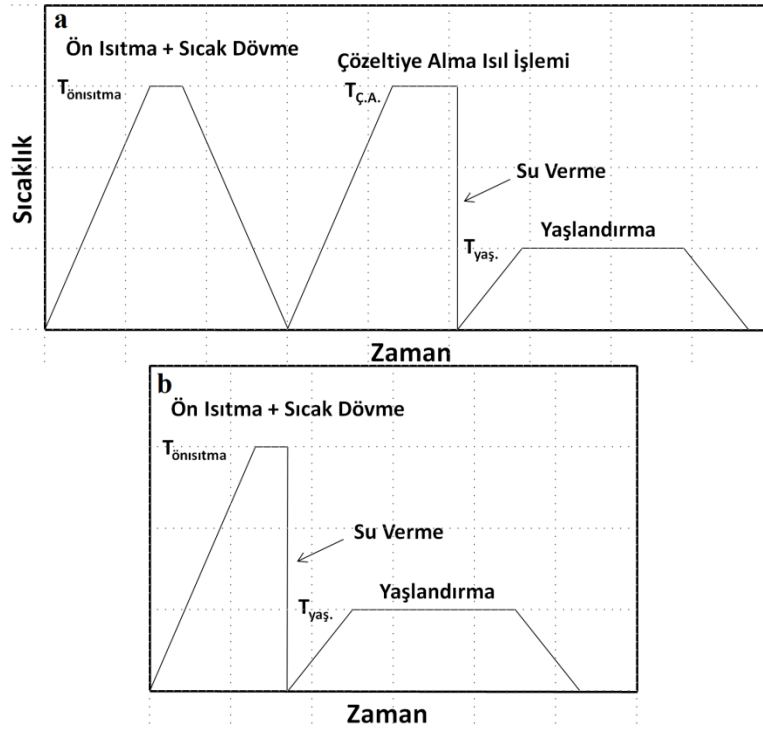 a
Ön Isıtma + Sıcak Dövme
Çözeltiye Alma Isıl İşlemi
Tönısıtma
TÇ.A.
Su Verme
Yaşlandırma
Tyaş.
Sıcaklık
Zaman
b
Ön Isıtma + Sıcak Dövme
Tönısıtma
Su Verme
Yaşlandırma
Tyaş.
Zaman